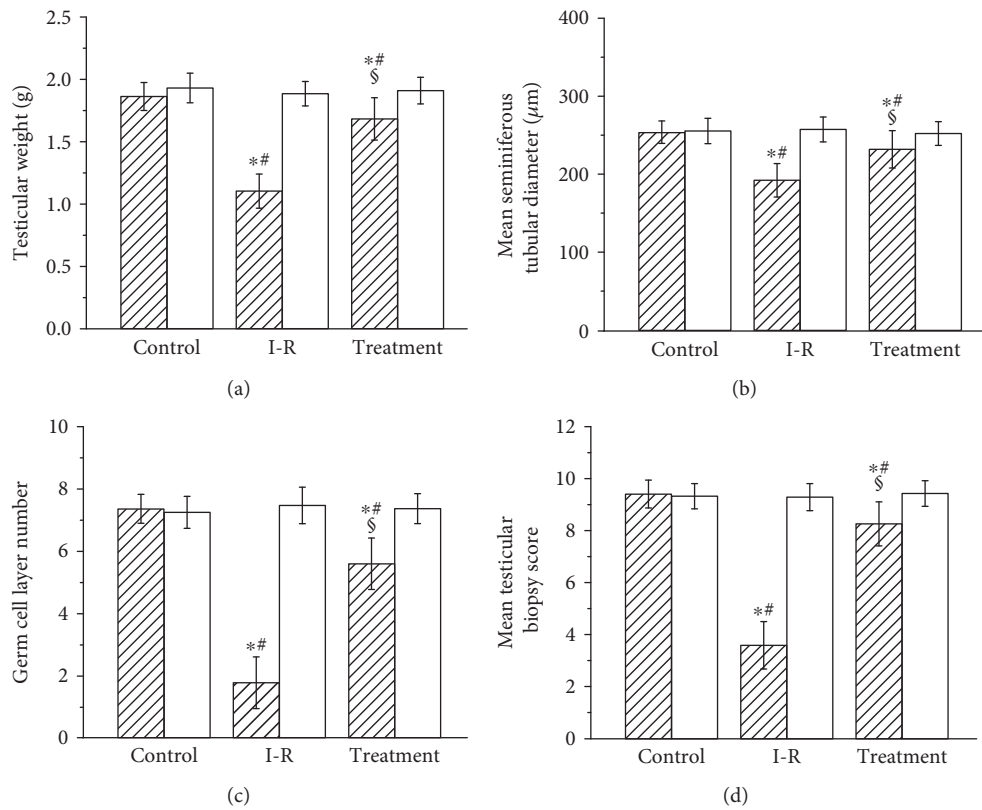 2.5
2.0
1.5
1.0
1.5
0.0
Testicular weight (g)
*#
*#
§
Control I-R Treatment
(a)
400
300
250
200
100
0
Mean seminiferous
tubular diameter (μm)
*#
*#
§
Control I-R Treatment
(b)
10
8
6
4
2
0
Germ cell layer number
*#
*#
§
Control I-R Treatment
(c)
12
10
8
6
4
2
0
Mean testicular
biopsy score
*#
*#
§
Control I-R Treatment
(d)